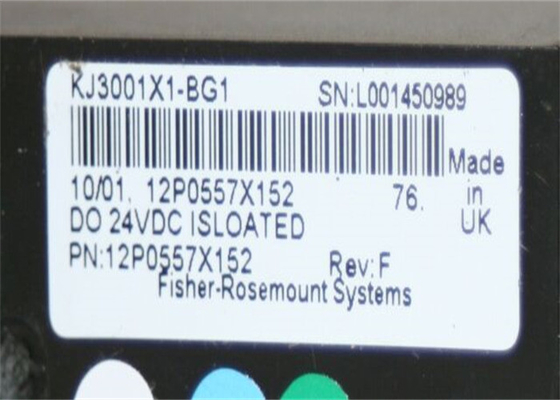 KJ3001X1-BG1 SN:L001450989
Made in UK
10/01, 12P0557X152 76.
DO 24VDC ISLOATED
PN:12P0557X152 Rev:F
Fisher-Rosemount Systems